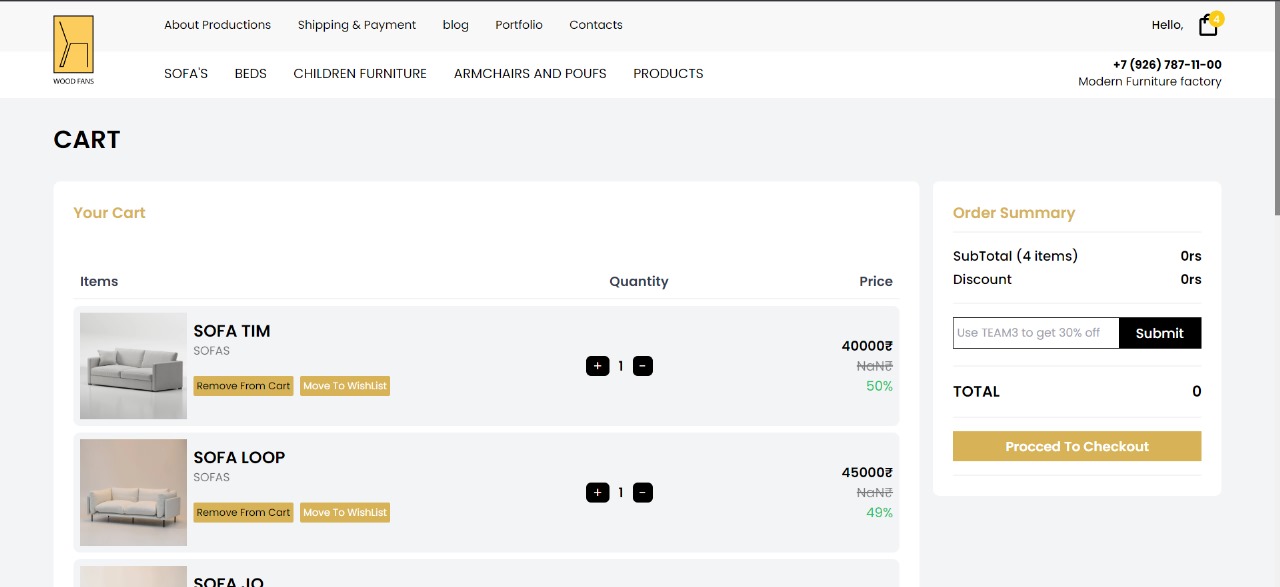 About Productions Shipping & Payment blog Portfolio Contacts
Hello,
4
WOOD FANS
SOFA'S BEDS CHILDREN FURNITURE ARMCHAIRS AND POUFS PRODUCTS
+7 (926) 787-11-00
Modern Furniture factory
CART
Your Cart
Items Quantity Price
SOFA TIM
SOFAS
Remove From Cart Move To WishList
+ 1 -
40000₹
NaN₹
50%
SOFA LOOP
SOFAS
Remove From Cart Move To WishList
+ 1 -
45000₹
NaN₹
49%
SOFA JO
Order Summary
SubTotal (4 items) 0rs
Discount 0rs
Use TEAM3 to get 30% off Submit
TOTAL 0
Procced To Checkout